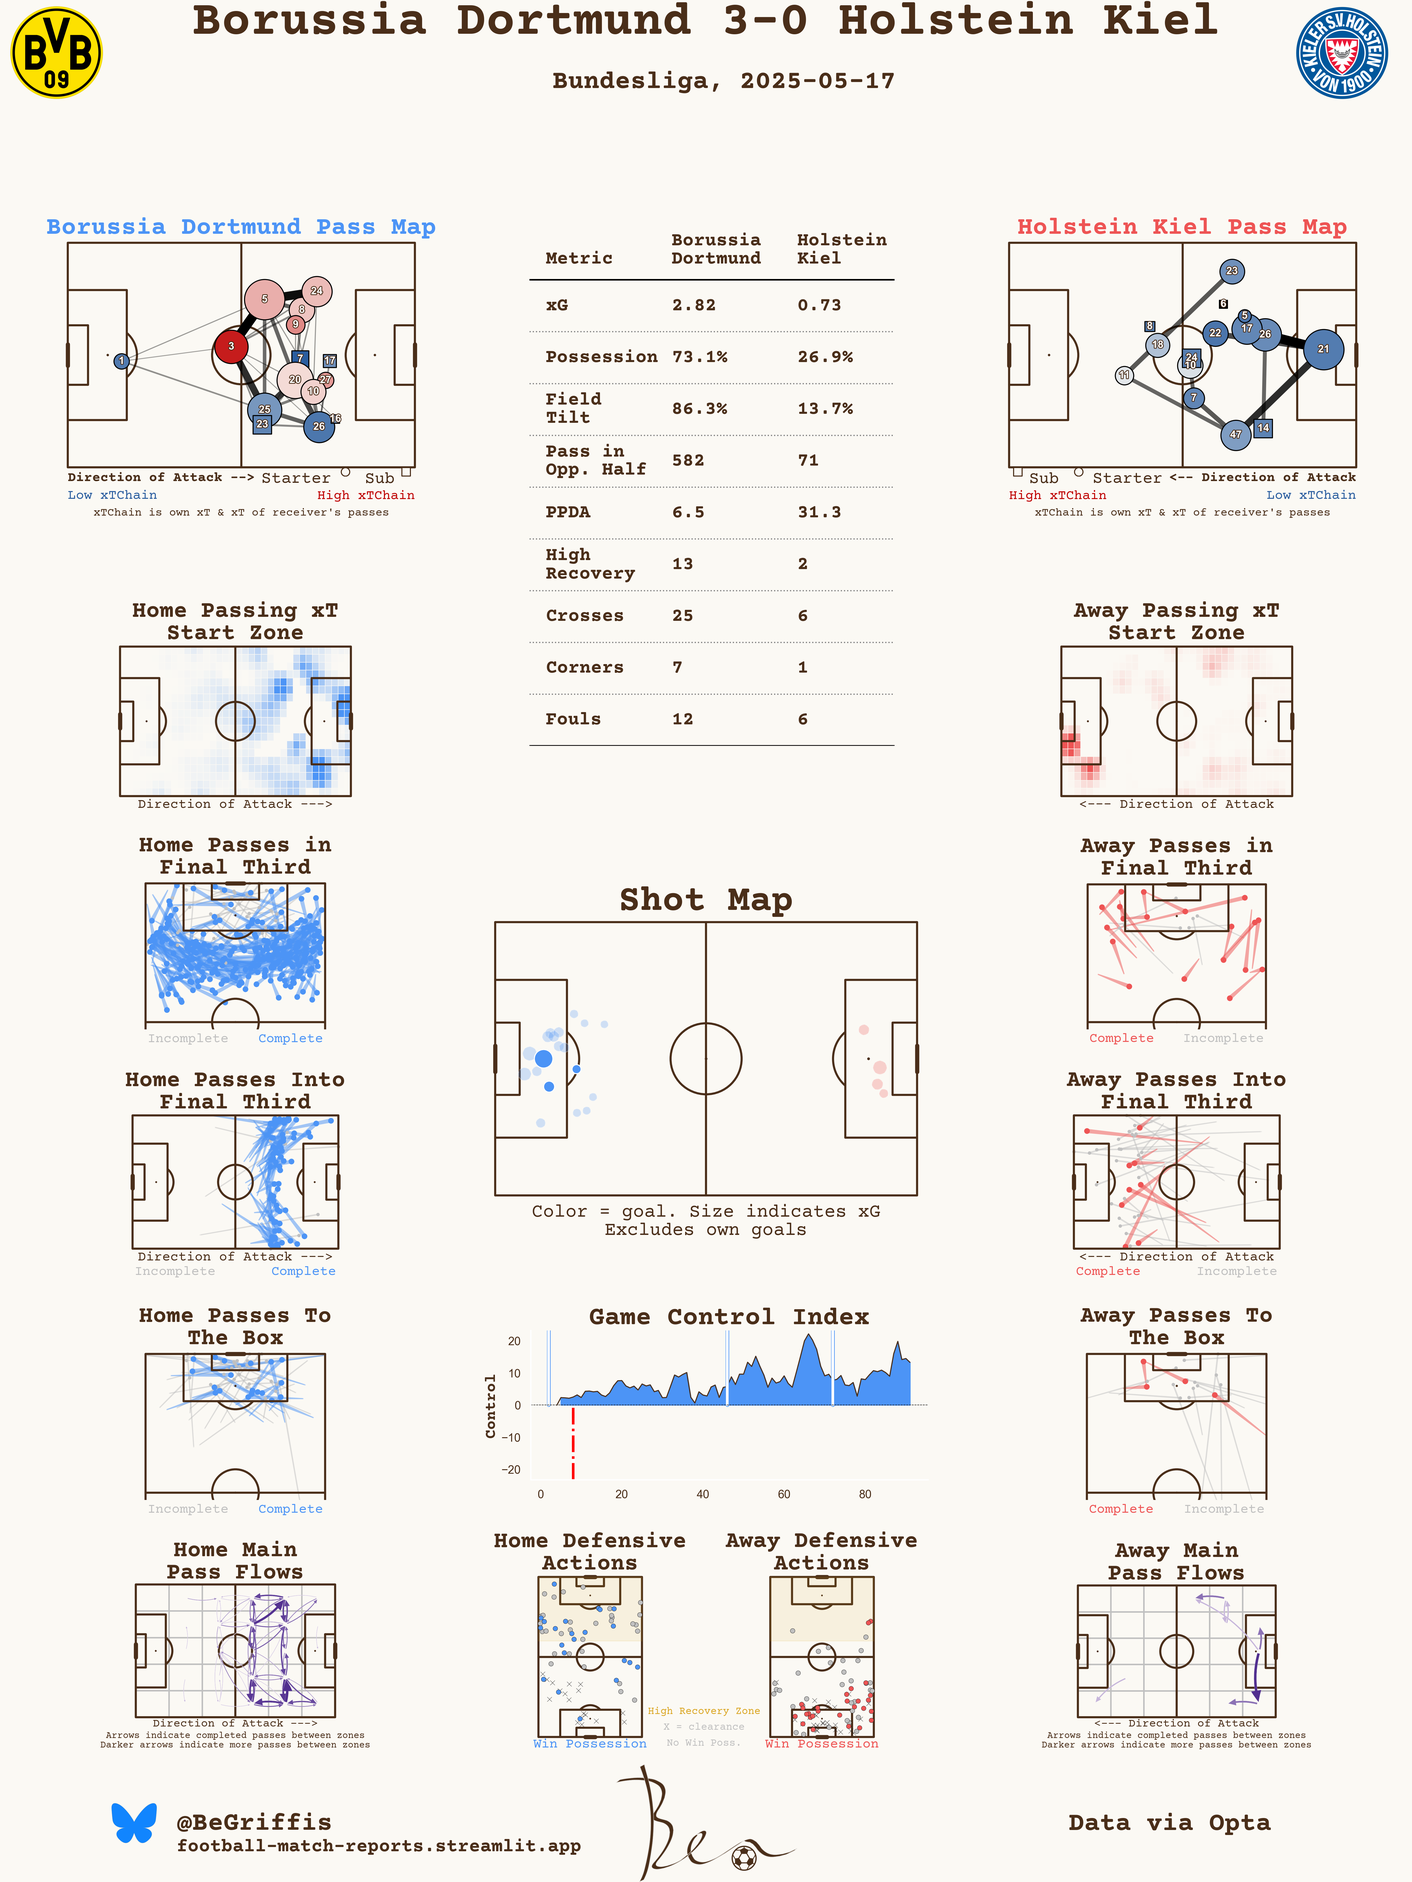 Borussia Dortmund 3-0 Holstein Kiel
Bundesliga, 2025-05-17
BVB
09
KIELER S.V. HOLSTEIN
VON 1900
Borussia Dortmund Pass Map
5
24
8
9
3
1
7
17
20
27
10
25
23
16
26
Direction of Attack --> Starter Sub
Low xTChain High xTChain
xTChain is own xT & xT of receiver's passes
Metric Borussia Dortmund Holstein Kiel
xG 2.82 0.73
Possession 73.1% 26.9%
Field Tilt 86.3% 13.7%
Pass in Opp. Half 582 71
PPDA 6.5 31.3
High Recovery 13 2
Crosses 25 6
Corners 7 1
Fouls 12 6
Holstein Kiel Pass Map
23
6
5
8
22
17
26
18
21
24
10
11
7
47
14
Sub Starter <-- Direction of Attack
High xTChain Low xTChain
xTChain is own xT & xT of receiver's passes
Home Passing xT
Start Zone
Direction of Attack --->
Away Passing xT
Start Zone
<--- Direction of Attack
Home Passes in
Final Third
Incomplete Complete
Away Passes in
Final Third
Complete Incomplete
Shot Map
Color = goal. Size indicates xG
Excludes own goals
Home Passes Into
Final Third
Direction of Attack --->
Incomplete Complete
Away Passes Into
Final Third
<--- Direction of Attack
Complete Incomplete
Game Control Index
Control
20
10
0
−10
−20
0 20 40 60 80
Home Passes To
The Box
Incomplete Complete
Away Passes To
The Box
Complete Incomplete
Home Main
Pass Flows
Direction of Attack --->
Arrows indicate completed passes between zones
Darker arrows indicate more passes between zones
Home Defensive
Actions
Win Possession
High Recovery Zone
X = clearance
No Win Poss.
Away Defensive
Actions
Win Possession
Away Main
Pass Flows
<--- Direction of Attack
Arrows indicate completed passes between zones
Darker arrows indicate more passes between zones
@BeGriffis
football-match-reports.streamlit.app
Ben
Data via Opta